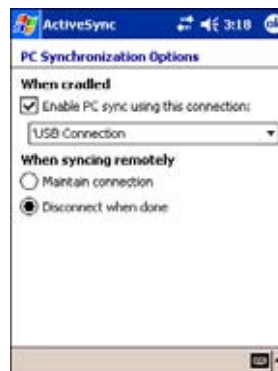 ActiveSync 3:18 ok
PC Synchronization Options
When cradled
Enable PC sync using this connection:
'USB Connection
When syncing remotely
Maintain connection
Disconnect when done